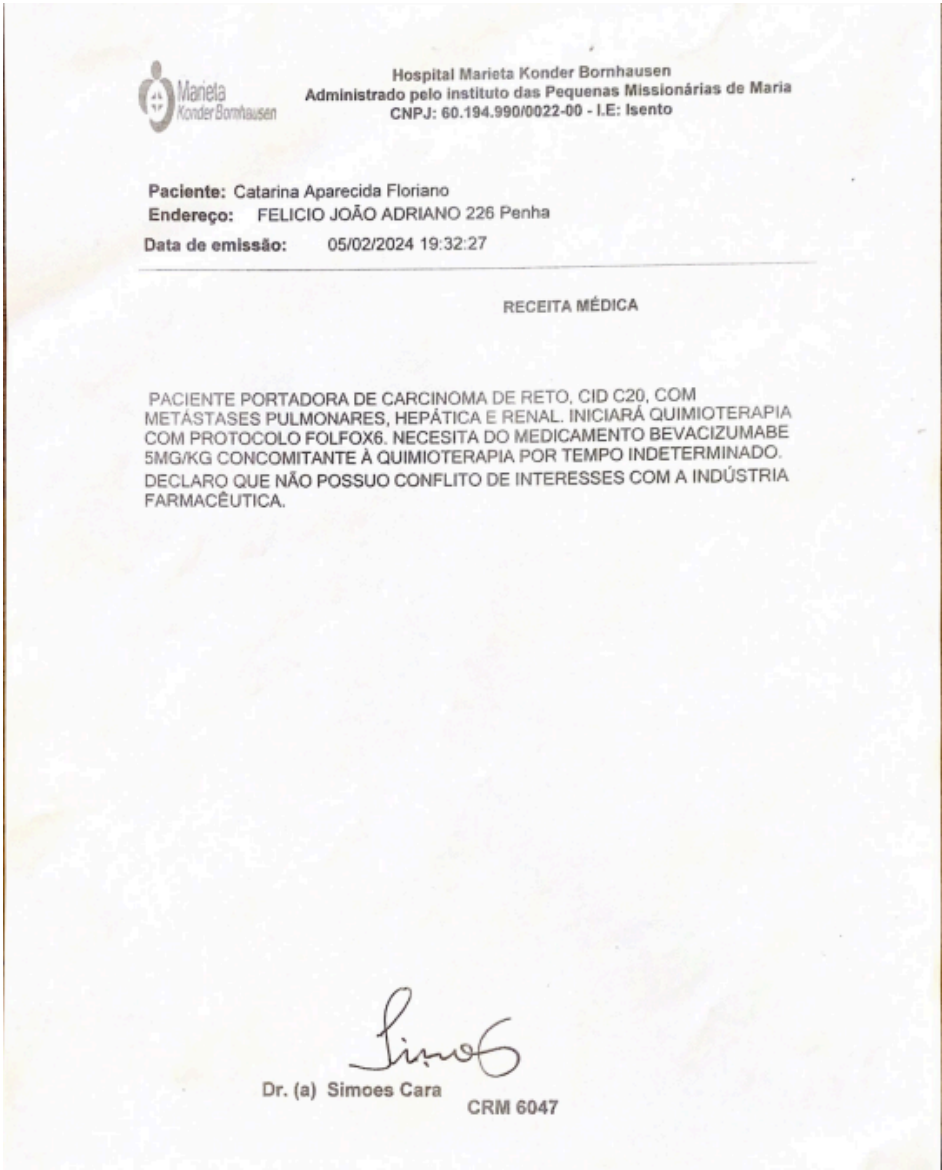 Marieta
Konder Bornhausen
Hospital Marieta Konder Bornhausen
Administrado pelo instituto das Pequenas Missionárias de Maria
CNPJ: 60.194.990/0022-00 - I.E: Isento
Paciente: Catarina Aparecida Floriano
Endereço: FELICIO JOÃO ADRIANO 226 Penha
Data de emissão: 05/02/2024 19:32:27
RECEITA MÉDICA
PACIENTE PORTADORA DE CARCINOMA DE RETO, CID C20, COM
METÁSTASES PULMONARES, HEPÁTICA E RENAL. INICIARÁ QUIMIOTERAPIA
COM PROTOCOLO FOLFOX6. NECESITA DO MEDICAMENTO BEVACIZUMABE
5MG/KG CONCOMITANTE À QUIMIOTERAPIA POR TEMPO INDETERMINADO.
DECLARO QUE NÃO POSSUO CONFLITO DE INTERESSES COM A INDÚSTRIA
FARMACÊUTICA.
Dr. (a) Simoes Cara
CRM 6047